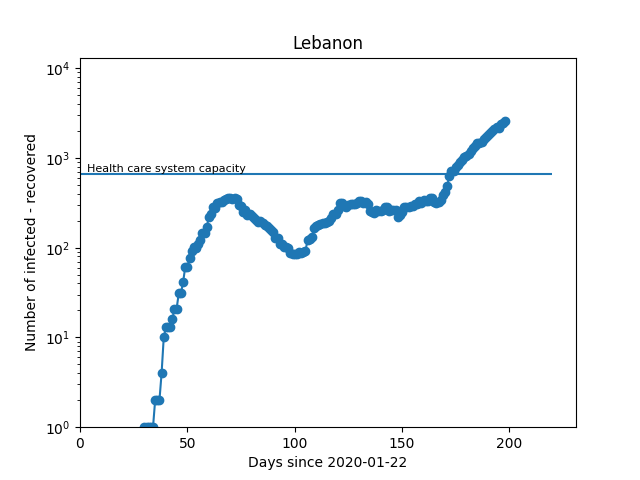 Lebanon
Number of infected - recovered
10^4
10^3
10^2
10^1
10^0
Health care system capacity
0 50 100 150 200
Days since 2020-01-22